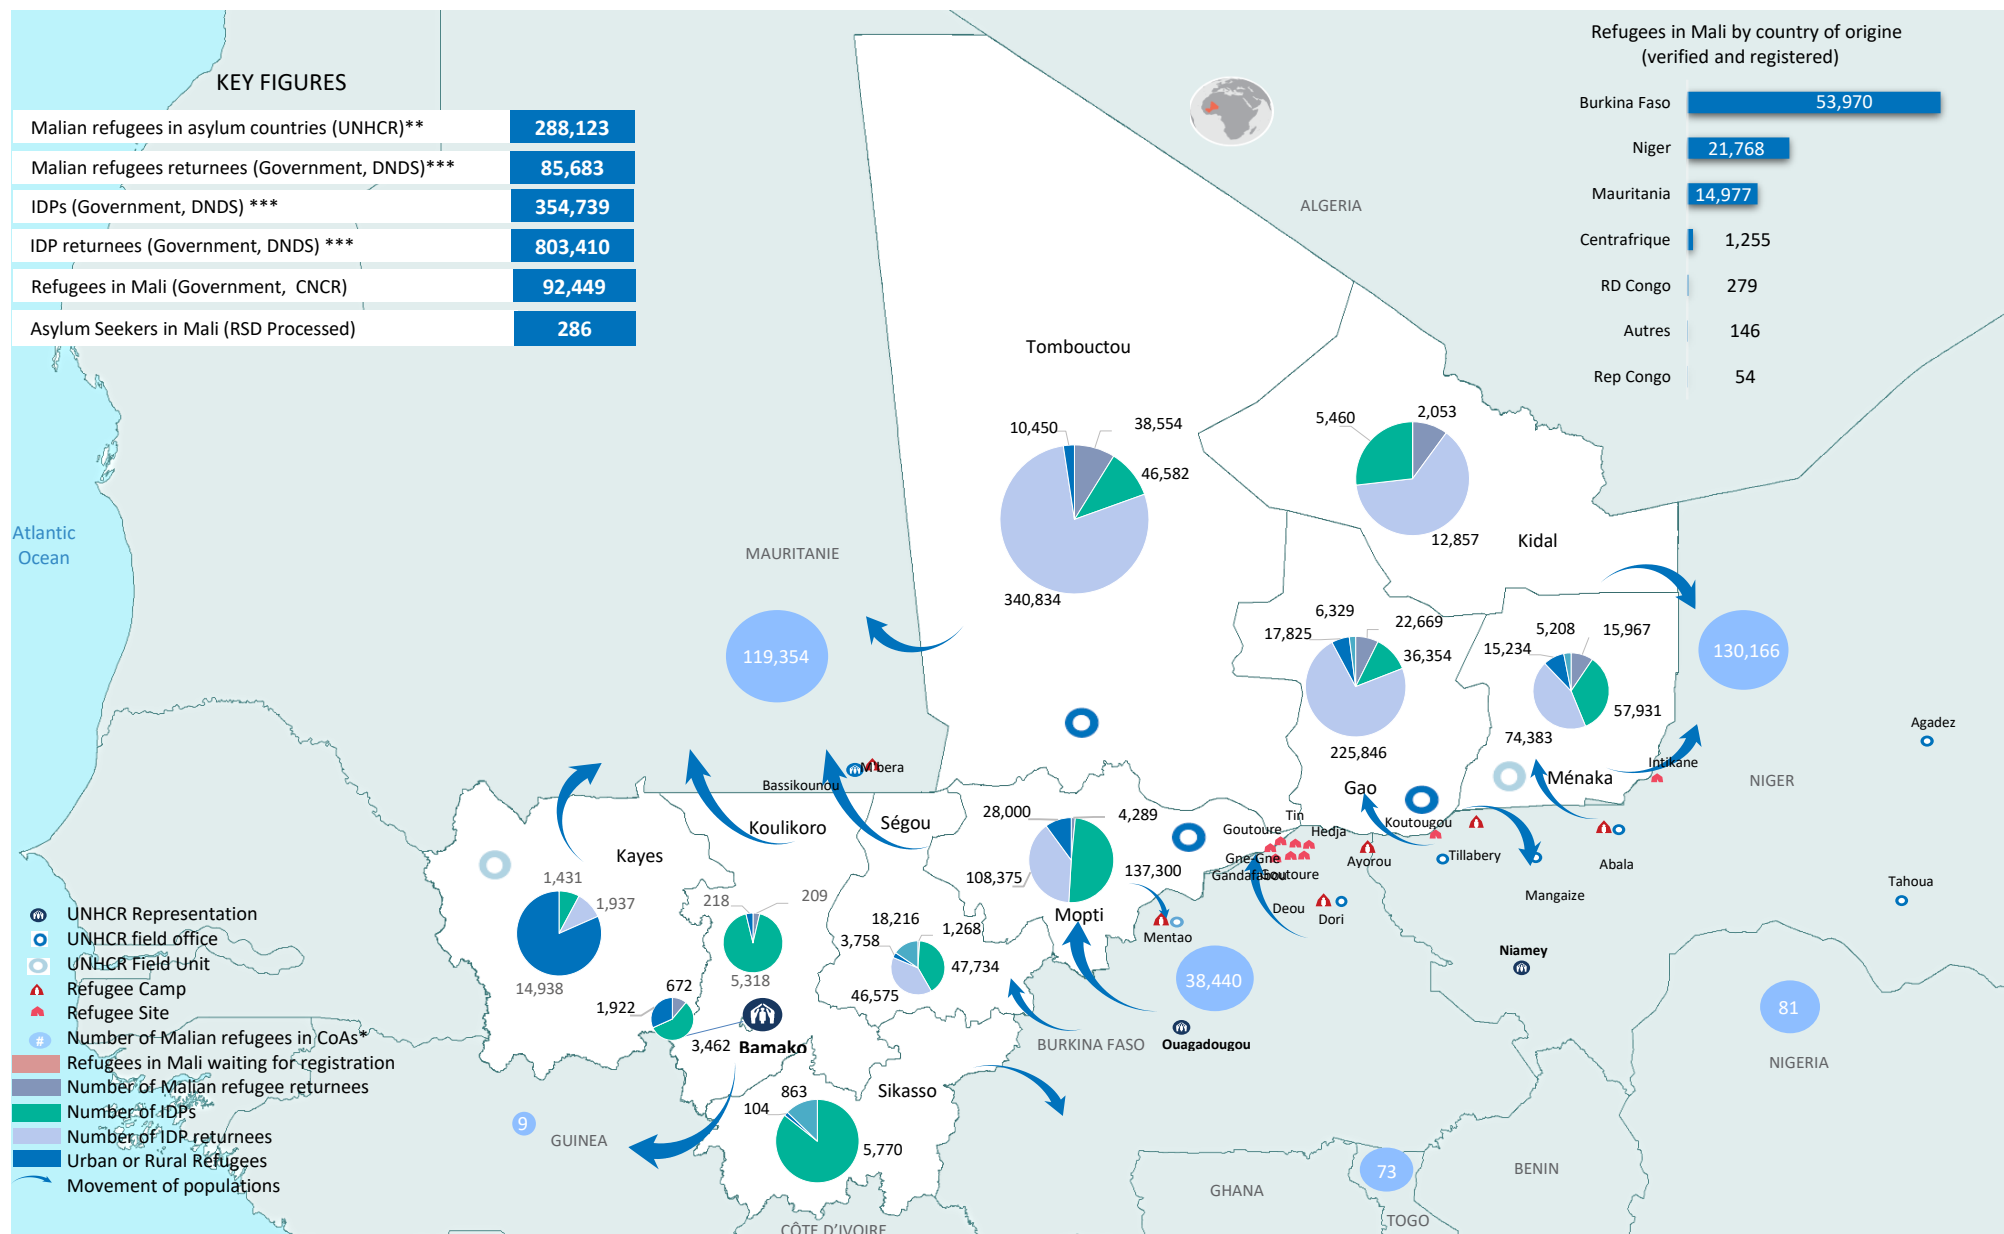 KEY FIGURES
Malian refugees in asylum countries (UNHCR)** 288,123
Malian refugees returnees (Government, DNDS)*** 85,683
IDPs (Government, DNDS) *** 354,739
IDP returnees (Government, DNDS) *** 803,410
Refugees in Mali (Government, CNCR) 92,449
Asylum Seekers in Mali (RSD Processed) 286
Refugees in Mali by country of origine
(verified and registered)
Burkina Faso 53,970
Niger 21,768
Mauritania 14,977
Centrafrique 1,255
RD Congo 279
Autres 146
Rep Congo 54
ALGERIA
Tombouctou
10,450
38,554
46,582
340,834
5,460
2,053
12,857
Kidal
Atlantic
Ocean
MAURITANIE
119,354
6,329
17,825
22,669
36,354
225,846
Gao
5,208
15,967
15,234
57,931
74,383
Ménaka
130,166
Intikane
NIGER
Agadez
Tahoua
Bassikounou
M'bera
Kayes
1,431
1,937
14,938
Koulikoro
218
209
5,318
Ségou
18,216
1,268
3,758
47,734
46,575
28,000
4,289
108,375
137,300
Mopti
Tin
Goutoure
Hedja
Gne-Gne
Gandafabou
Goutoure
Koutougou
Ayorou
Tillabery
Abala
Mangaize
Deou
Dori
Mentao
Niamey
38,440
Ouagadougou
BURKINA FASO
672
1,922
3,462
Bamako
Sikasso
863
104
5,770
9
GUINEA
81
NIGERIA
73
BENIN
GHANA
TOGO
CÔTE D'IVOIRE
UNHCR Representation
UNHCR field office
UNHCR Field Unit
Refugee Camp
Refugee Site
# Number of Malian refugees in CoAs*
Refugees in Mali waiting for registration
Number of Malian refugee returnees
Number of IDPs
Number of IDP returnees
Urban or Rural Refugees
Movement of populations